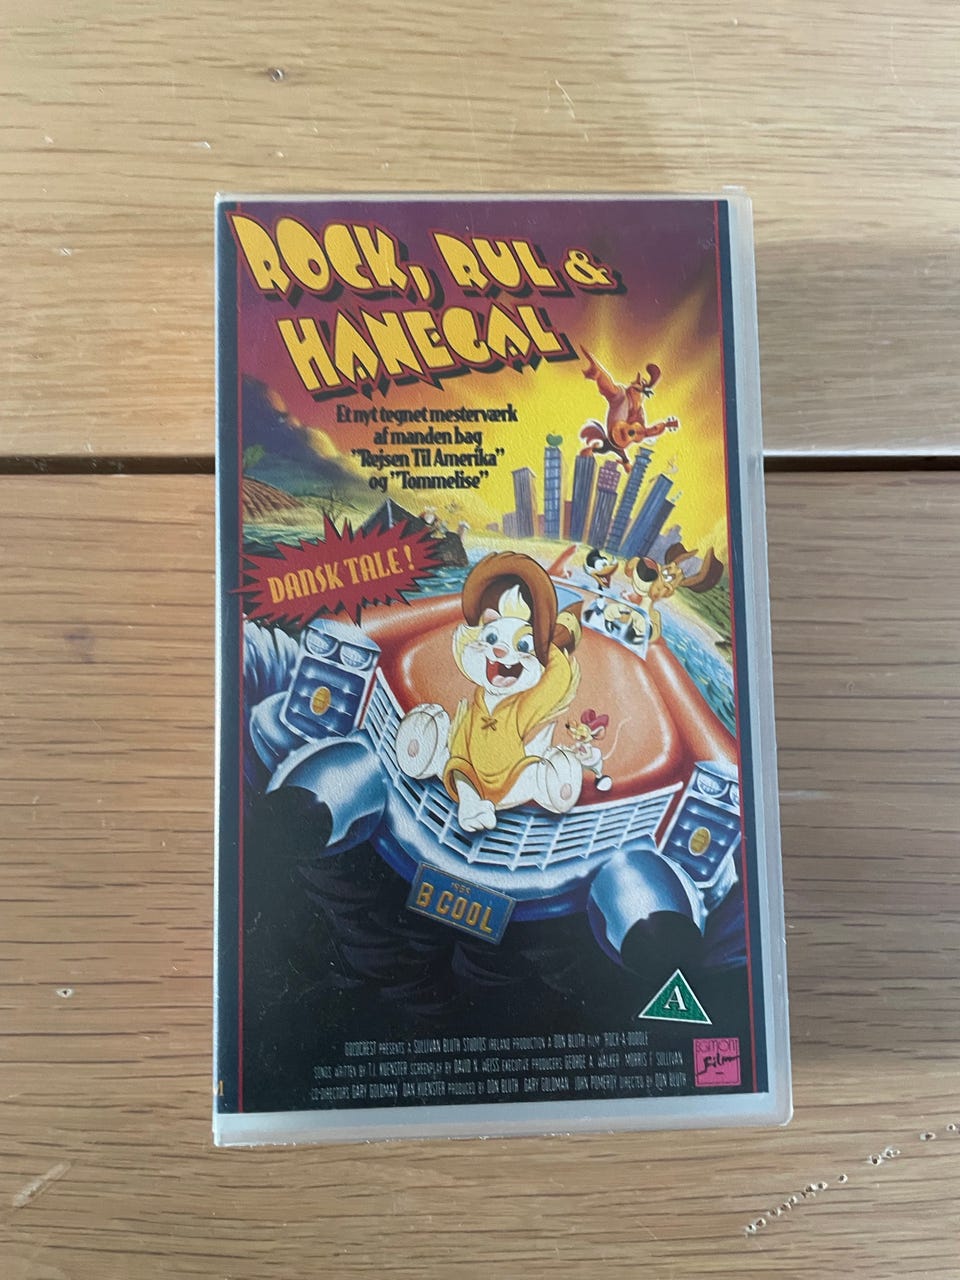 ROCK, RUL &
HANEGAL
Et nyt tegnet mesterværk
af manden bag
"Rejsen Til Amerika"
og "Tommelise"
DANSK TALE!
1955
B COOL
A
EGMONT
Film
GOLDCREST PRESENTS A SULLIVAN BLUTH STUDIOS IRELAND PRODUCTION A DON BLUTH FILM "ROCK-A-DOODLE"
SONGS WRITTEN BY T.J. KUENSTER SCREENPLAY BY DAVID N. WEISS EXECUTIVE PRODUCERS GEORGE A. WALKER, MORRIS F. SULLIVAN
CO-DIRECTORS GARY GOLDMAN DAN KUENSTER PRODUCED BY DON BLUTH GARY GOLDMAN JOHN POMEROY DIRECTED BY DON BLUTH